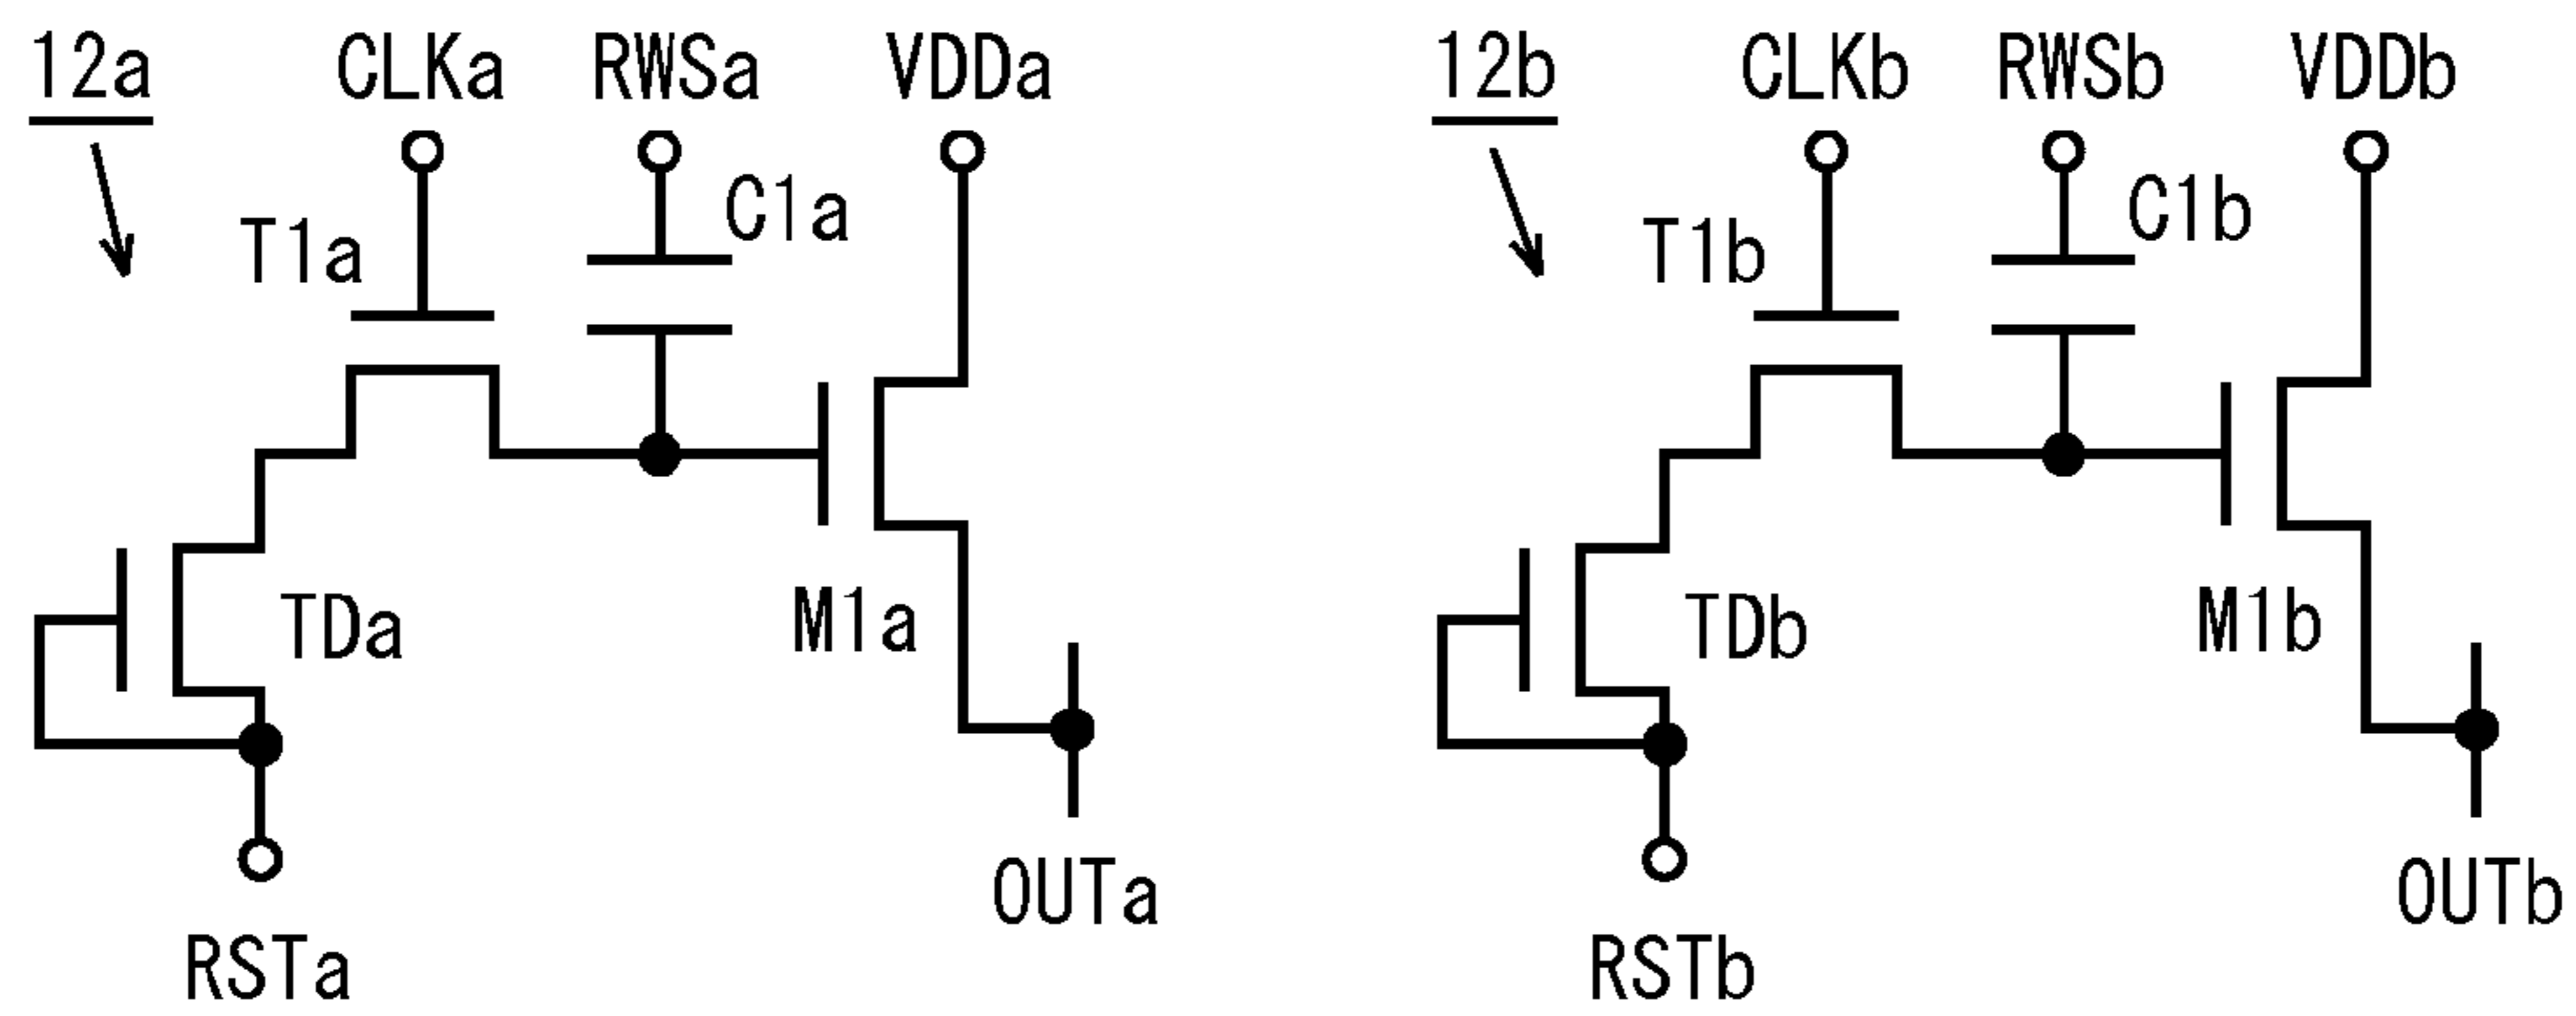 12a CLKa RWSa VDDa
T1a C1a
TDa M1a
OUTa
RSTa
12b CLKb RWSb VDDb
T1b C1b
TDb M1b
OUTb
RSTb